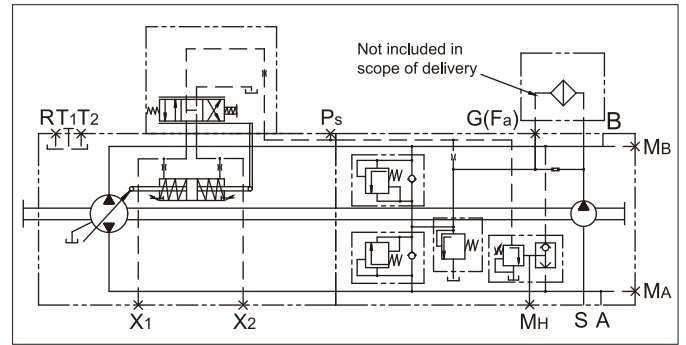 Not included in
scope of delivery
R T1 T2
Ps
G(Fa)
B
MB
MA
X1
X2
MH
S
A